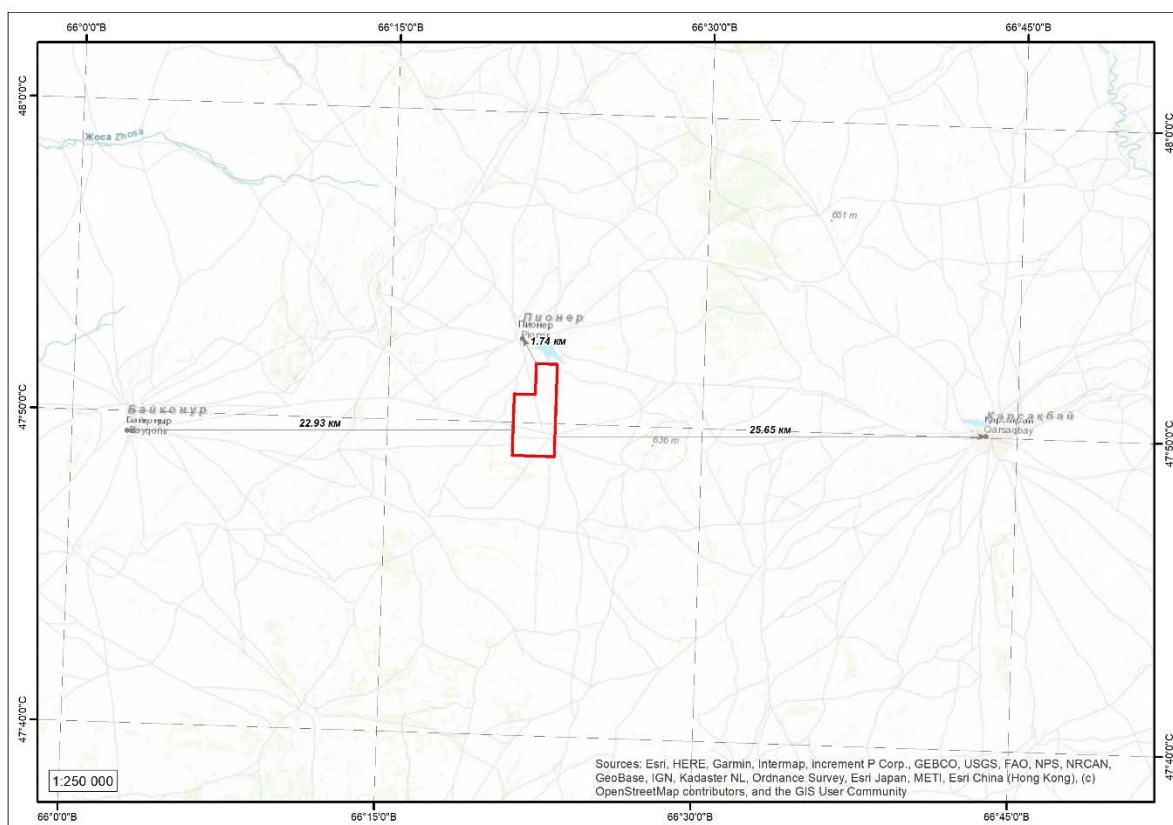 66°0'0"В
66°15'0"В
66°30'0"В
66°45'0"В
48°0'0"С
48°0'0"С
Жоса Zhosa
651 m
Пионер
Пионер
Pioner
1.74 км
47°50'0"С
Байконур
Байқоңыр
Bayqongir
22.93 км
25.65 км
636 m
Карсакбай
Qarsaqbay
47°50'0"С
47°40'0"С
47°40'0"С
1:250 000
Sources: Esri, HERE, Garmin, Intermap, increment P Corp., GEBCO, USGS, FAO, NPS, NRCAN,
GeoBase, IGN, Kadaster NL, Ordnance Survey, Esri Japan, METI, Esri China (Hong Kong), (c)
OpenStreetMap contributors, and the GIS User Community
66°0'0"В
66°15'0"В
66°30'0"В
66°45'0"В